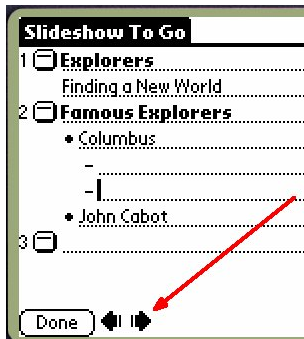 Slideshow To Go
1 Explorers
Finding a New World
2 Famous Explorers
• Columbus
–
–
• John Cabot
3
Done